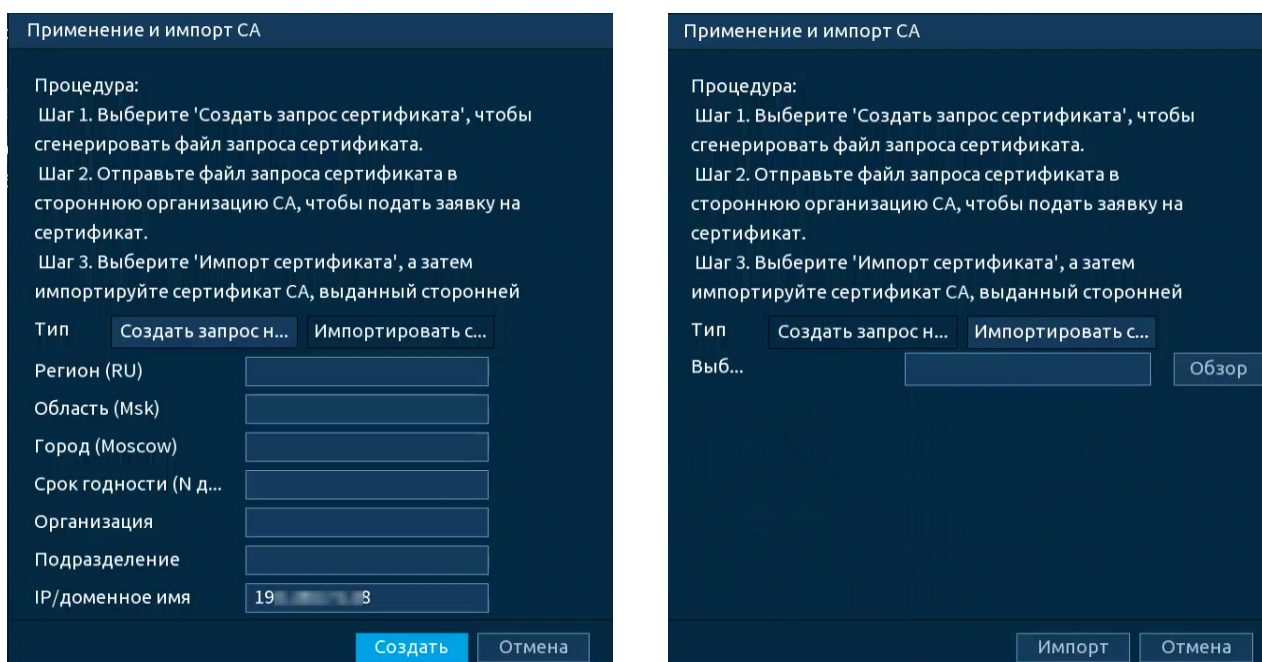 Применение и импорт CA
Процедура:
Шаг 1. Выберите 'Создать запрос сертификата', чтобы
сгенерировать файл запроса сертификата.
Шаг 2. Отправьте файл запроса сертификата в
стороннюю организацию CA, чтобы подать заявку на
сертификат.
Шаг 3. Выберите 'Импорт сертификата', а затем
импортируйте сертификат CA, выданный сторонней
Тип Создать запрос н... Импортировать с...
Регион (RU)
Область (Msk)
Город (Moscow)
Срок годности (N д...
Организация
Подразделение
IP/доменное имя 19 8
Создать Отмена
Применение и импорт CA
Процедура:
Шаг 1. Выберите 'Создать запрос сертификата', чтобы
сгенерировать файл запроса сертификата.
Шаг 2. Отправьте файл запроса сертификата в
стороннюю организацию CA, чтобы подать заявку на
сертификат.
Шаг 3. Выберите 'Импорт сертификата', а затем
импортируйте сертификат CA, выданный сторонней
Тип Создать запрос н... Импортировать с...
Выб... Обзор
Импорт Отмена